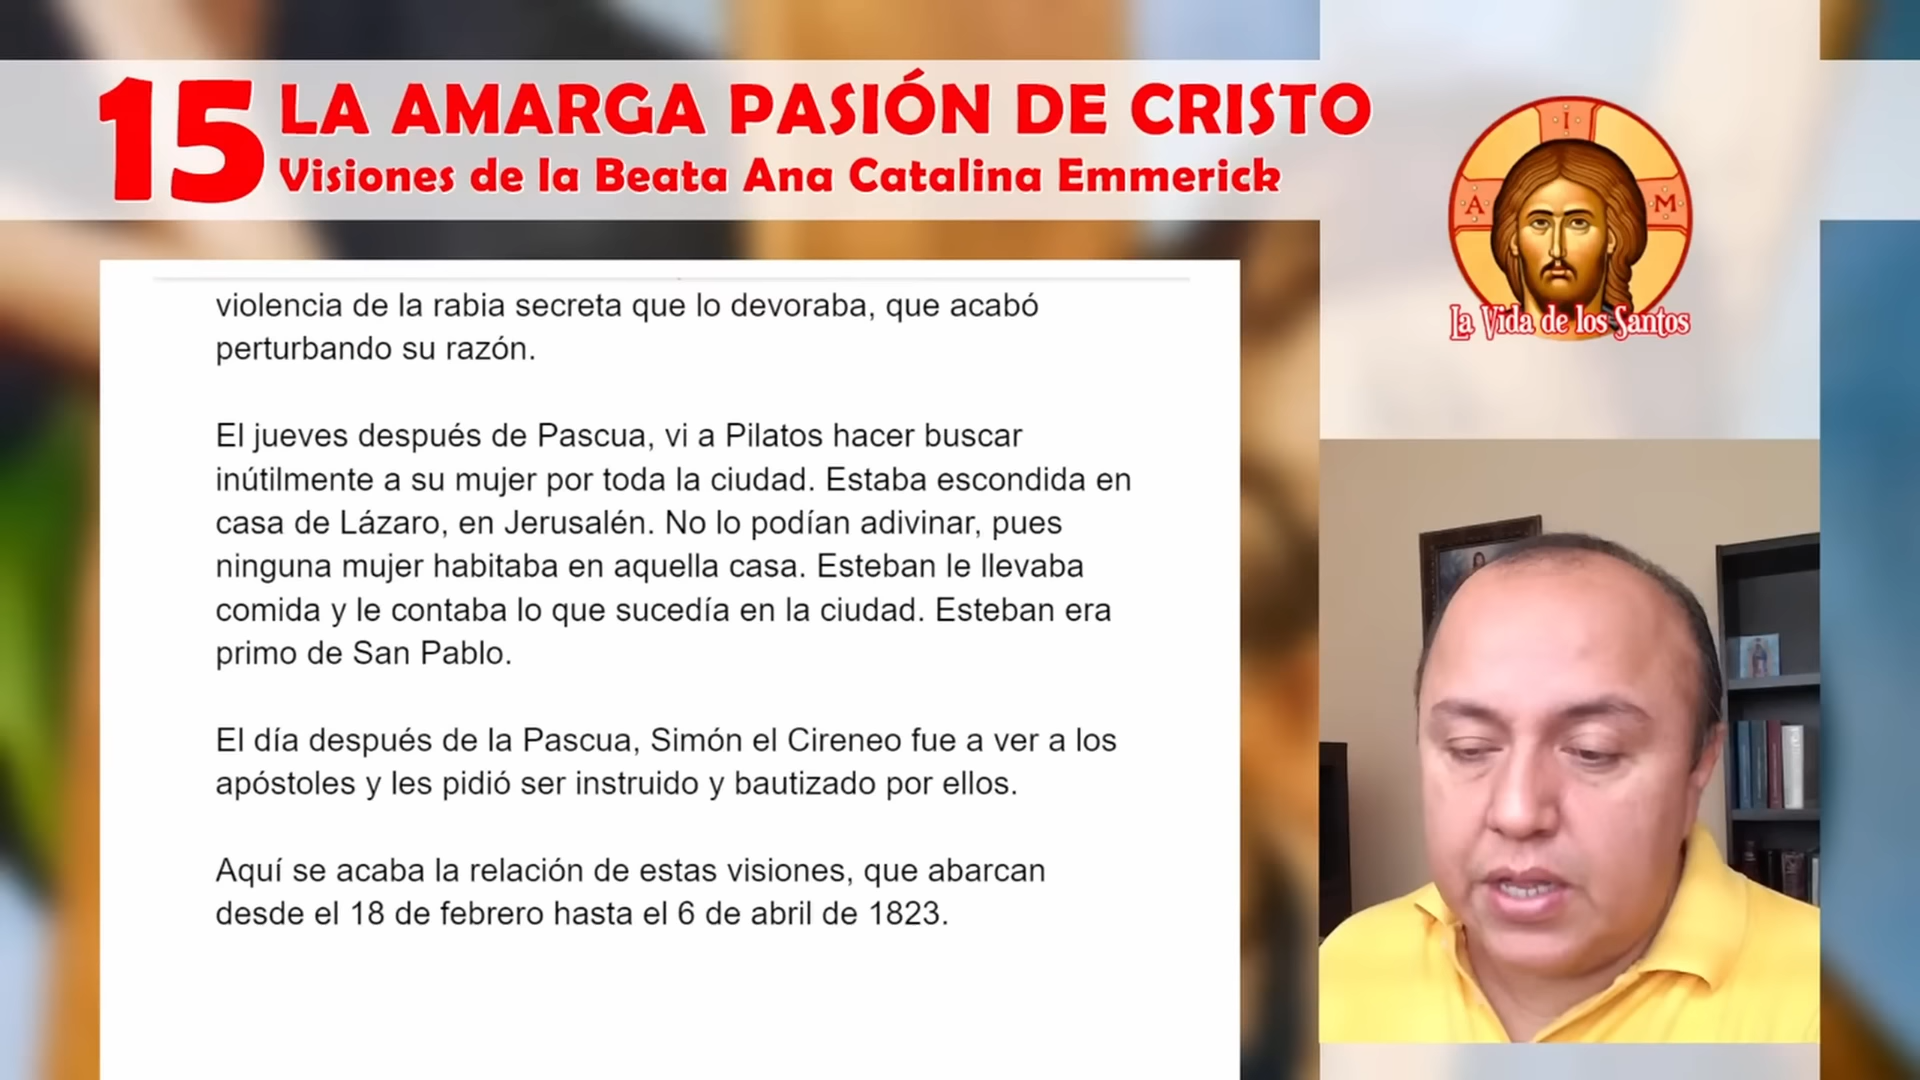 15
LA AMARGA PASIÓN DE CRISTO
Visiones de la Beata Ana Catalina Emmerick
I
A
M
La Vida de los Santos
violencia de la rabia secreta que lo devoraba, que acabó
perturbando su razón.
El jueves después de Pascua, vi a Pilatos hacer buscar
inútilmente a su mujer por toda la ciudad. Estaba escondida en
casa de Lázaro, en Jerusalén. No lo podían adivinar, pues
ninguna mujer habitaba en aquella casa. Esteban le llevaba
comida y le contaba lo que sucedía en la ciudad. Esteban era
primo de San Pablo.
El día después de la Pascua, Simón el Cireneo fue a ver a los
apóstoles y les pidió ser instruido y bautizado por ellos.
Aquí se acaba la relación de estas visiones, que abarcan
desde el 18 de febrero hasta el 6 de abril de 1823.